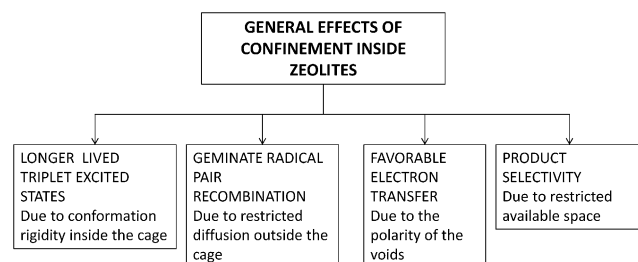 GENERAL EFFECTS OF
CONFINEMENT INSIDE
ZEOLITES
LONGER LIVED
TRIPLET EXCITED
STATES
Due to conformation
rigidity inside the cage
GEMINATE RADICAL
PAIR
RECOMBINATION
Due to restricted
diffusion outside the
cage
FAVORABLE
ELECTRON
TRANSFER
Due to the
polarity of the
voids
PRODUCT
SELECTIVITY
Due to restricted
available space